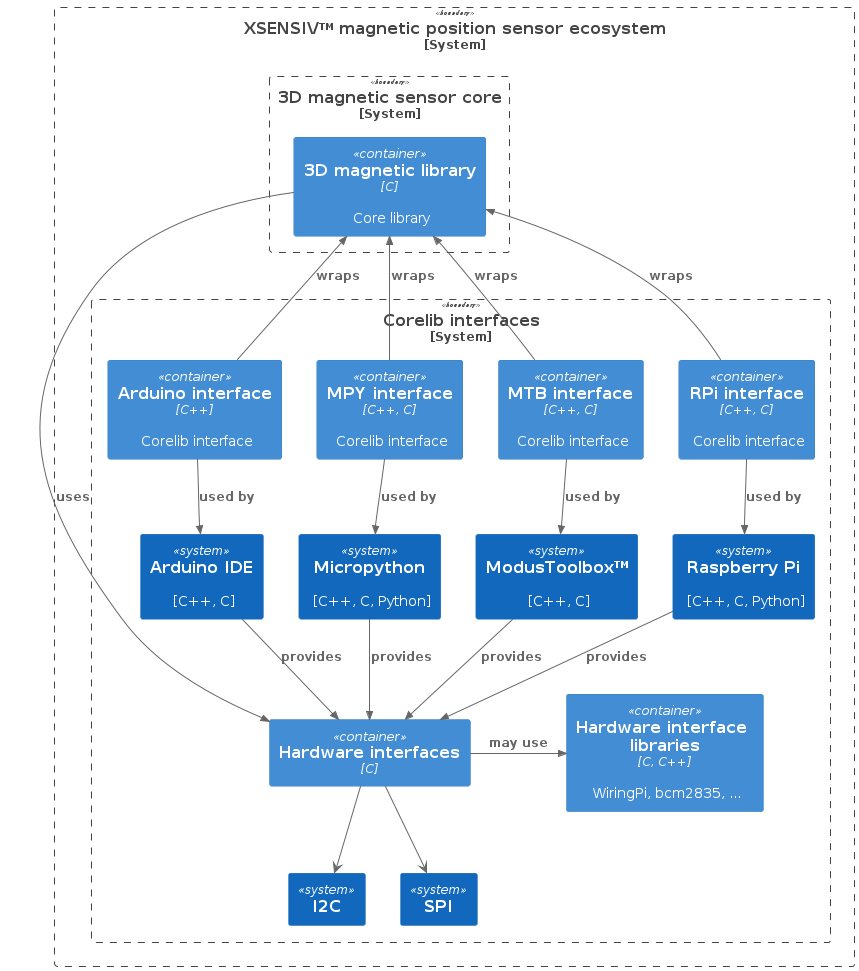 «boundary»
XSENSIV™ magnetic position sensor ecosystem
[System]
«boundary»
3D magnetic sensor core
[System]
«container»
3D magnetic library
[C]
Core library
wraps
wraps
wraps
wraps
«boundary»
Corelib interfaces
[System]
«container»
Arduino interface
[C++]
Corelib interface
«container»
MPY interface
[C++, C]
Corelib interface
«container»
MTB interface
[C++, C]
Corelib interface
«container»
RPi interface
[C++, C]
Corelib interface
uses
used by
used by
used by
used by
«system»
Arduino IDE
[C++, C]
«system»
Micropython
[C++, C, Python]
«system»
ModusToolbox™
[C++, C]
«system»
Raspberry Pi
[C++, C, Python]
provides
provides
provides
provides
«container»
Hardware interfaces
[C]
may use
«container»
Hardware interface
libraries
[C, C++]
WiringPi, bcm2835, ...
«system»
I2C
«system»
SPI